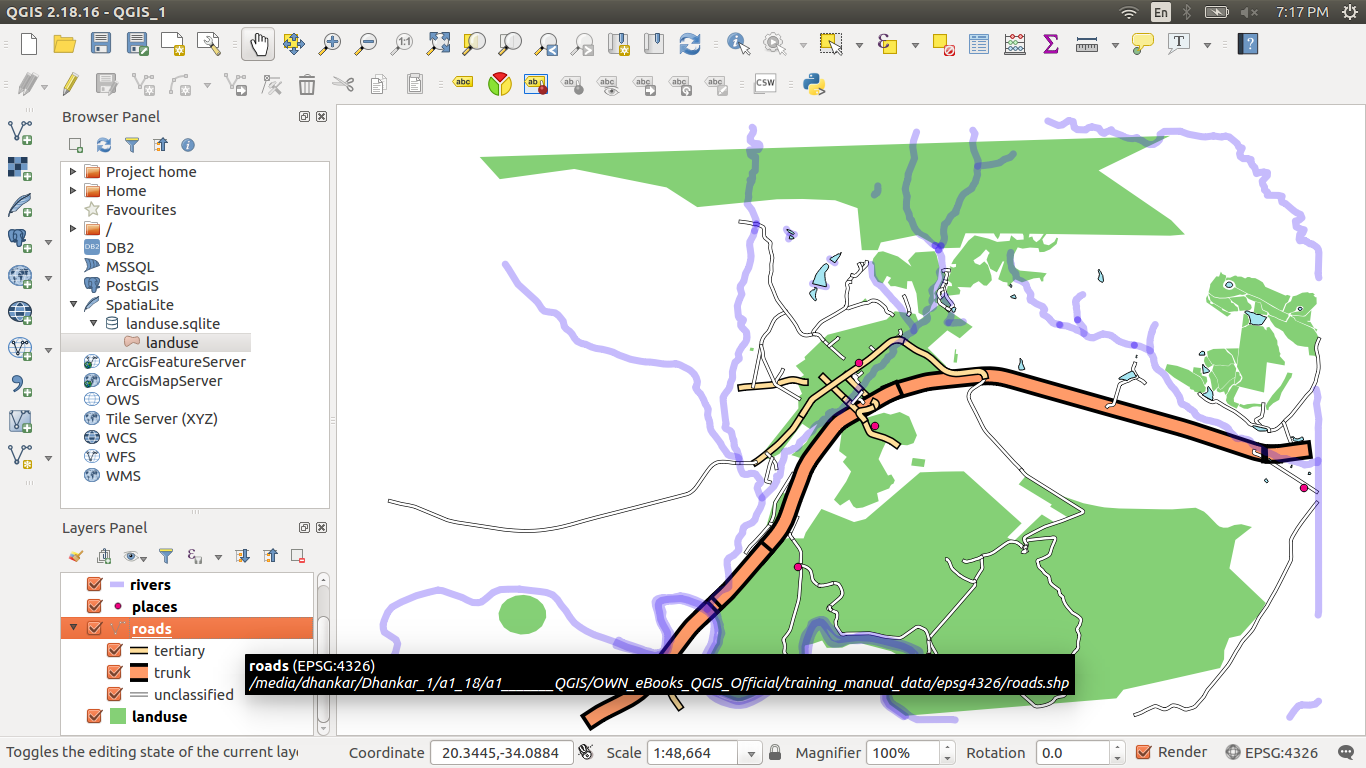 QGIS 2.18.16 - QGIS_1
En
7:17 PM
1:1
T
?
abc
abc
CSW
Browser Panel
Project home
Home
Favourites
/
DB2 DB2
MSSQL
PostGIS
SpatiaLite
landuse.sqlite
landuse
ArcGisFeatureServer
ArcGisMapServer
OWS
Tile Server (XYZ)
WCS
WFS
WMS
Layers Panel
rivers
places
roads
tertiary
trunk
unclassified
landuse
roads (EPSG:4326)
/media/dhankar/Dhankar_1/a1_18/a1_______QGIS/OWN_eBooks_QGIS_Official/training_manual_data/epsg4326/roads.shp
Toggles the editing state of the current laye
Coordinate 20.3445,-34.0884 Scale 1:48,664 Magnifier 100% Rotation 0.0 Render EPSG:4326